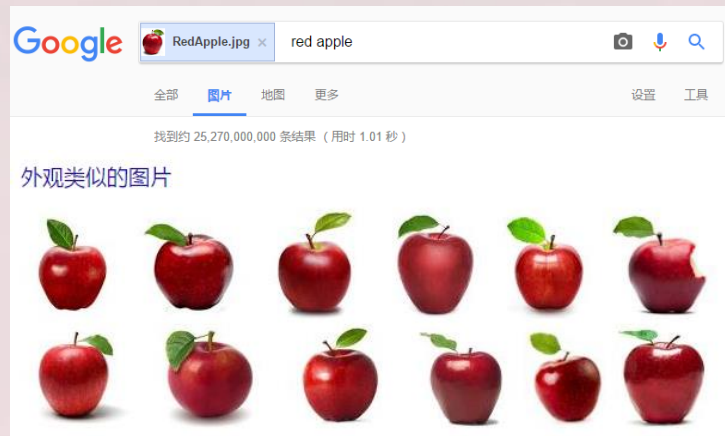 Google RedApple.jpg × red apple
全部 图片 地图 更多 设置 工具
找到约 25,270,000,000 条结果 （用时 1.01 秒）
外观类似的图片